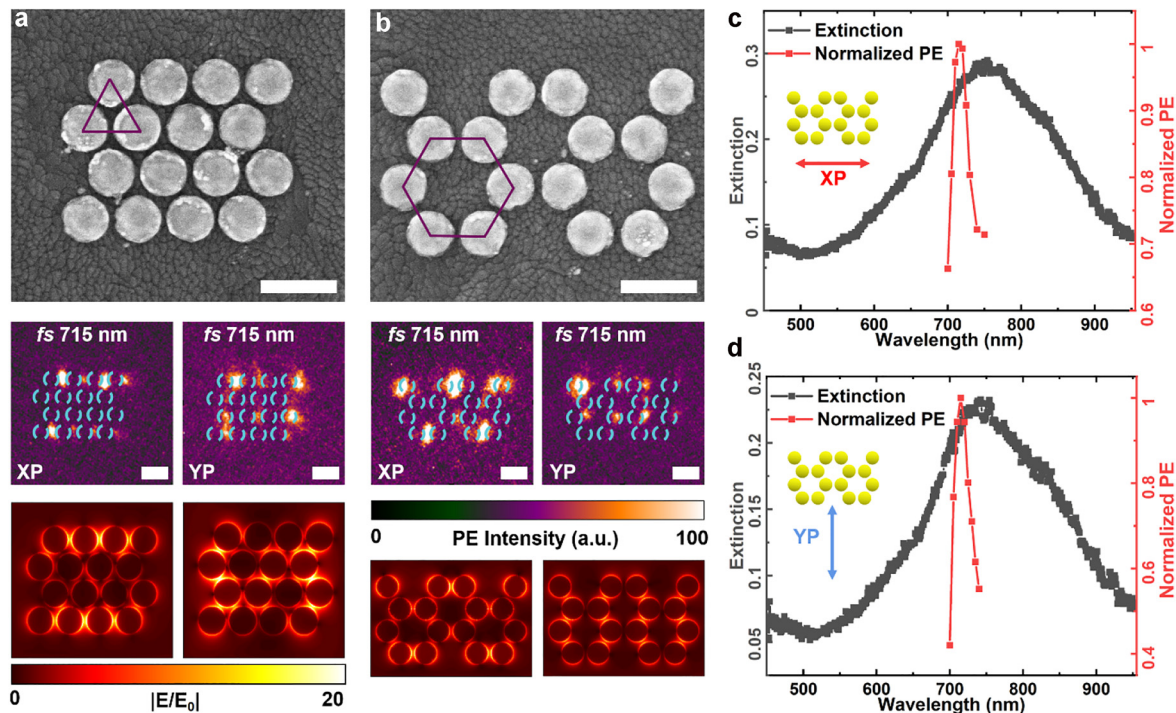 a
b
fs 715 nm
fs 715 nm
XP
YP
fs 715 nm
fs 715 nm
XP
YP
0
PE Intensity (a.u.)
100
0
|E/E₀|
20
c
Extinction
Normalized PE
XP
0.3
0.2
0.1
0
Extinction
500
600
700
800
900
Wavelength (nm)
1
0.9
0.8
0.7
0.6
Normalized PE
d
Extinction
Normalized PE
YP
0.25
0.2
0.15
0.1
0.05
Extinction
500
600
700
800
900
Wavelength (nm)
1
0.8
0.6
0.4
Normalized PE